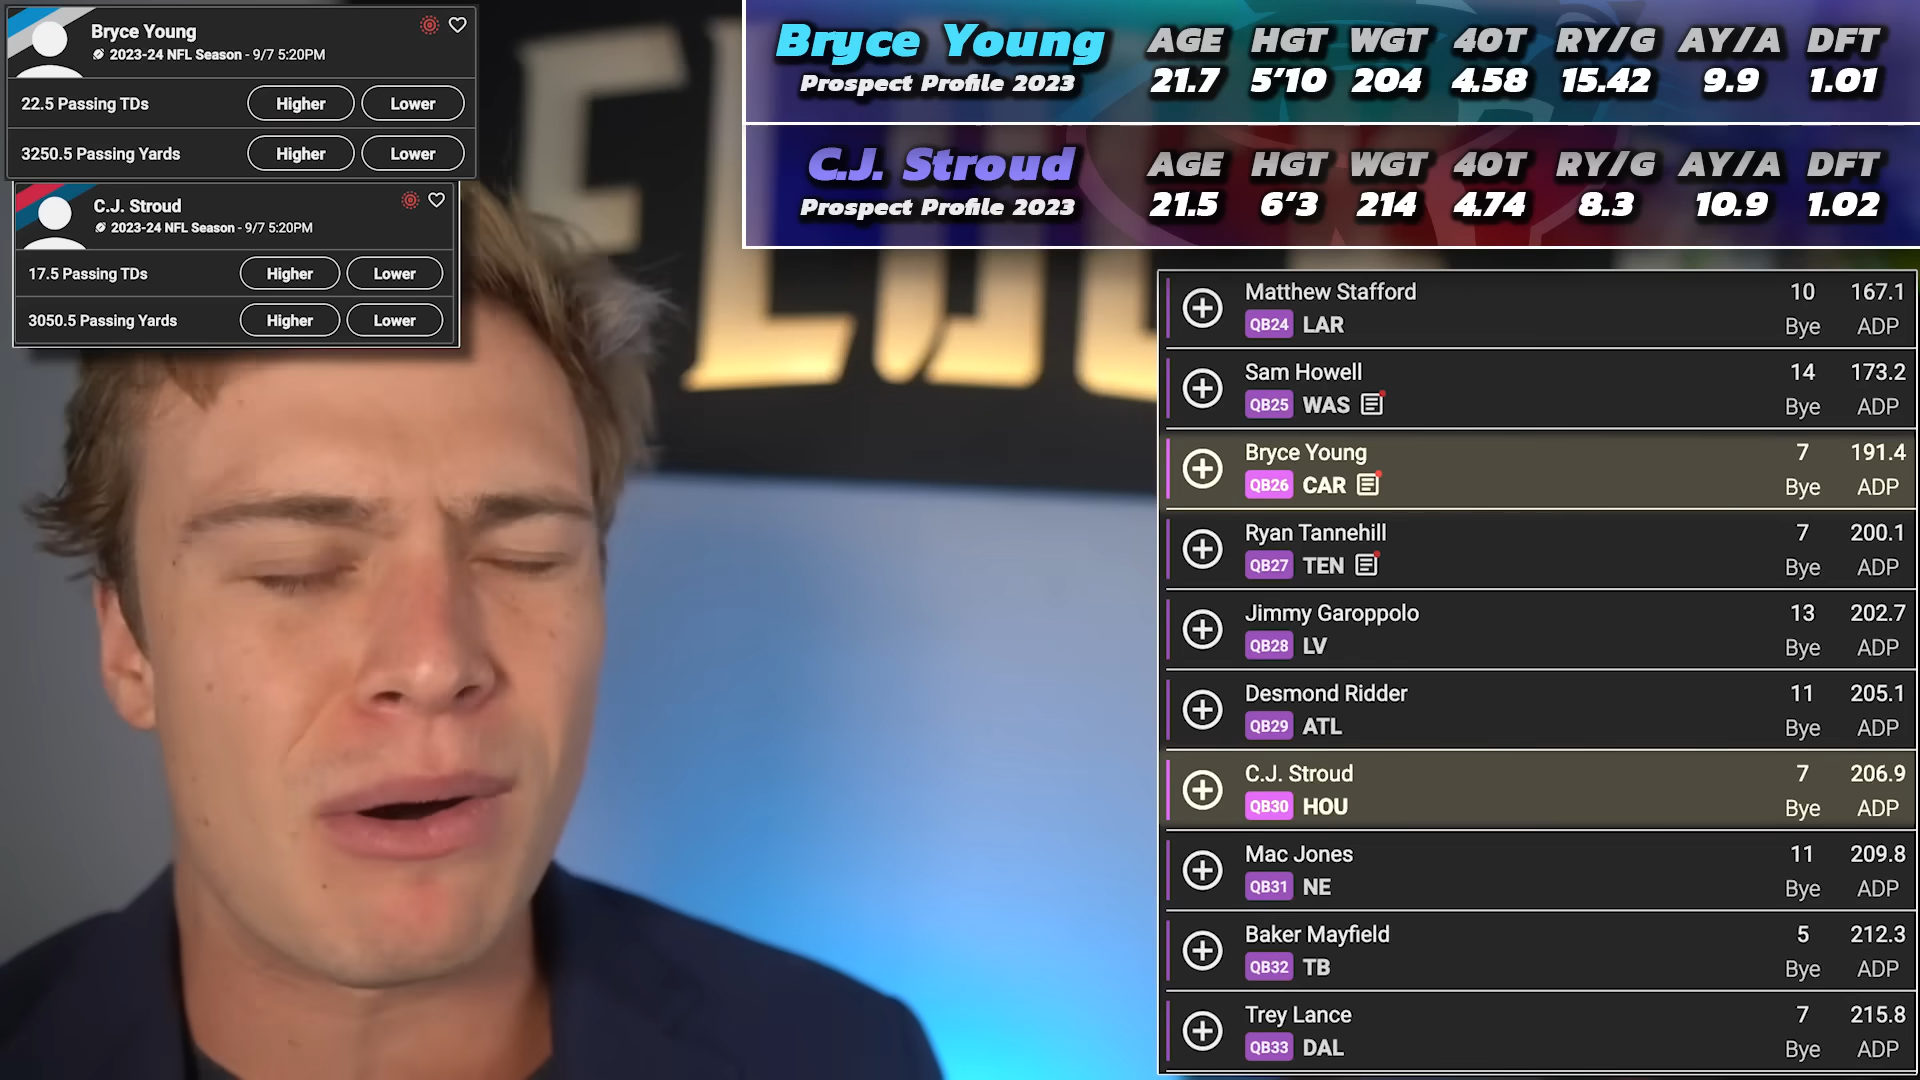 Bryce Young
2023-24 NFL Season - 9/7 5:20PM
22.5 Passing TDs Higher Lower
3250.5 Passing Yards Higher Lower
C.J. Stroud
2023-24 NFL Season - 9/7 5:20PM
17.5 Passing TDs Higher Lower
3050.5 Passing Yards Higher Lower
Bryce Young AGE HGT WGT 40T RY/G AY/A DFT
Prospect Profile 2023 21.7 5'10 204 4.58 15.42 9.9 1.01
C.J. Stroud AGE HGT WGT 40T RY/G AY/A DFT
Prospect Profile 2023 21.5 6'3 214 4.74 8.3 10.9 1.02
Matthew Stafford 10 167.1
QB24 LAR Bye ADP
Sam Howell 14 173.2
QB25 WAS Bye ADP
Bryce Young 7 191.4
QB26 CAR Bye ADP
Ryan Tannehill 7 200.1
QB27 TEN Bye ADP
Jimmy Garoppolo 13 202.7
QB28 LV Bye ADP
Desmond Ridder 11 205.1
QB29 ATL Bye ADP
C.J. Stroud 7 206.9
QB30 HOU Bye ADP
Mac Jones 11 209.8
QB31 NE Bye ADP
Baker Mayfield 5 212.3
QB32 TB Bye ADP
Trey Lance 7 215.8
QB33 DAL Bye ADP